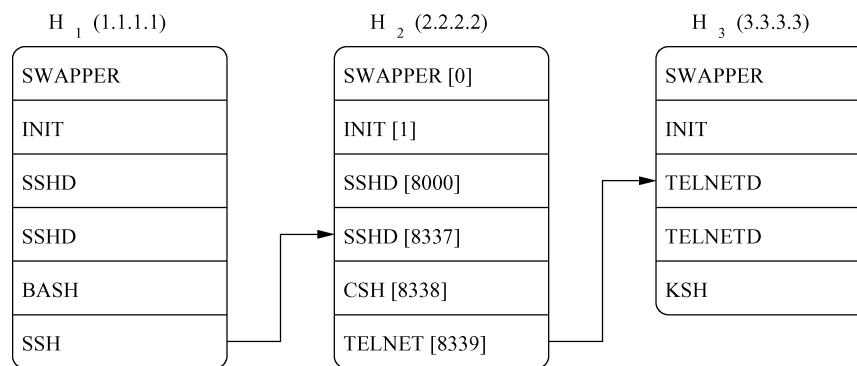 H 1 (1.1.1.1)
SWAPPER
INIT
SSHD
SSHD
BASH
SSH
H 2 (2.2.2.2)
SWAPPER [0]
INIT [1]
SSHD [8000]
SSHD [8337]
CSH [8338]
TELNET [8339]
H 3 (3.3.3.3)
SWAPPER
INIT
TELNETD
TELNETD
KSH